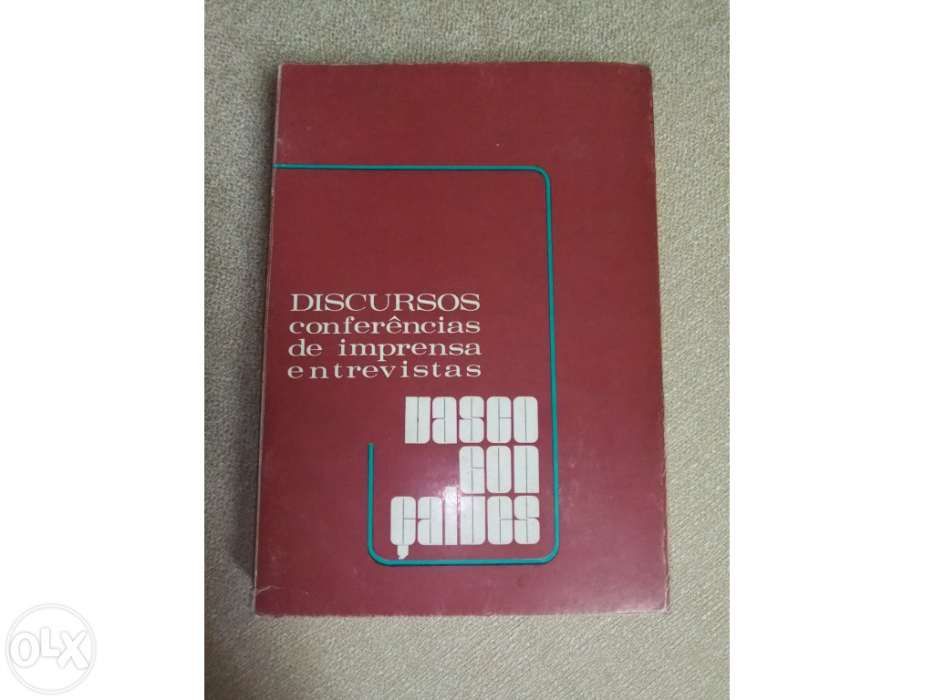 DISCURSOS
conferências
de imprensa
entrevistas
vasco
gon
çalves
OLX